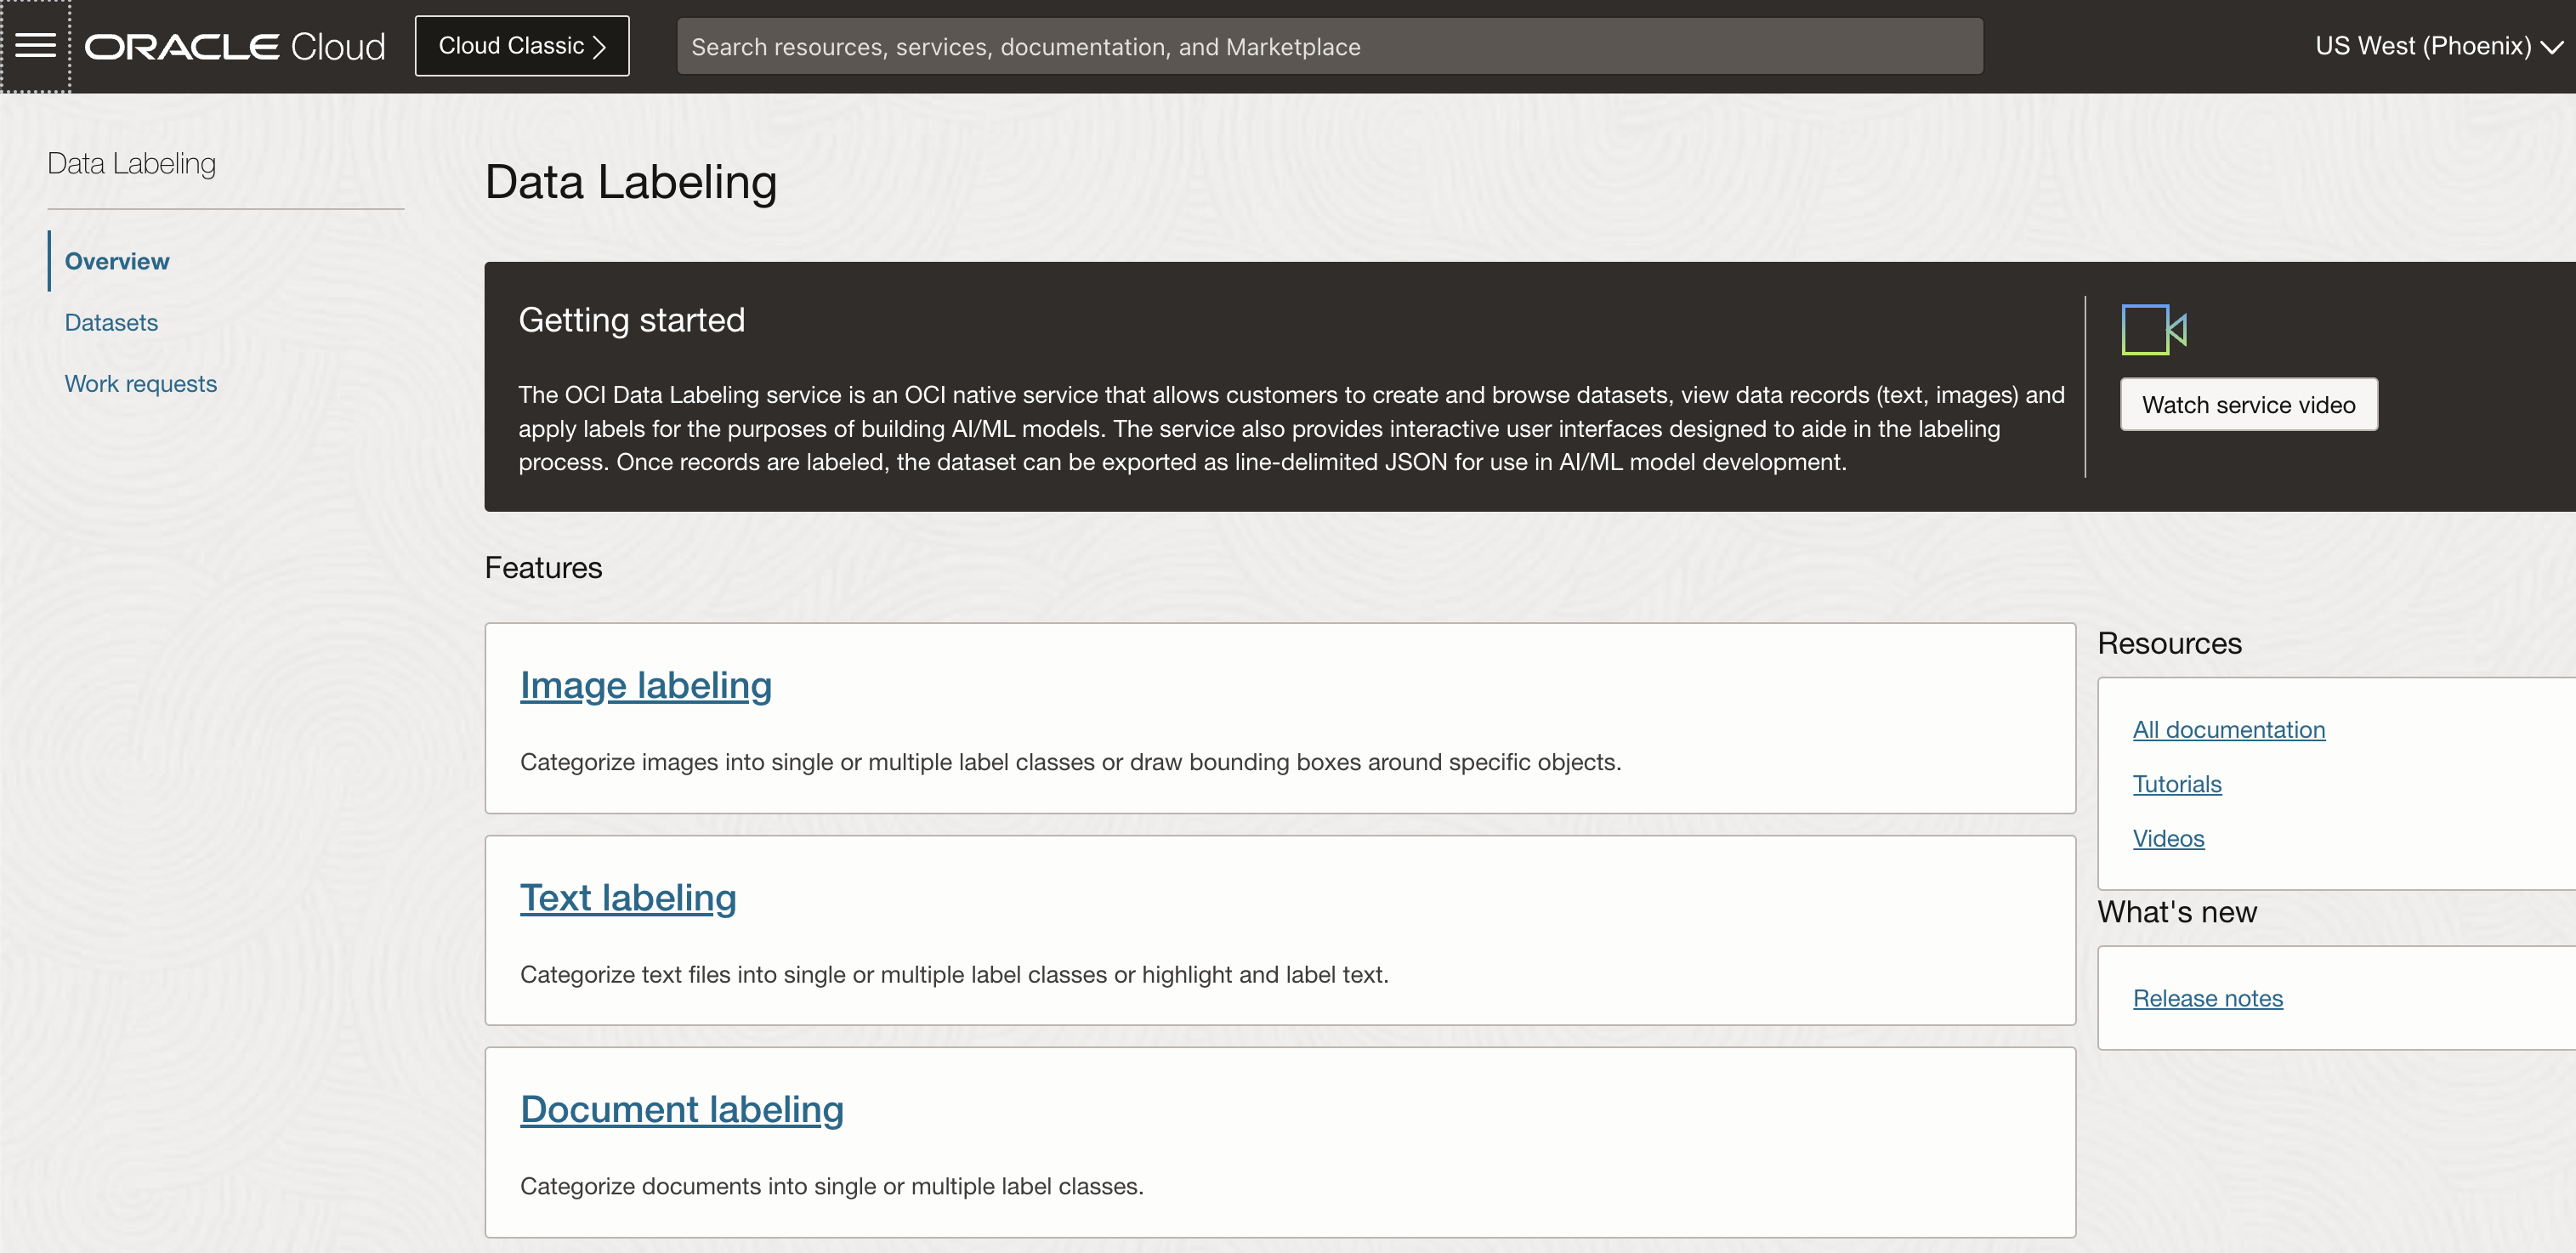 ORACLE Cloud
Cloud Classic
Search resources, services, documentation, and Marketplace
US West (Phoenix)
Data Labeling
Overview
Datasets
Work requests
Data Labeling
Getting started
The OCI Data Labeling service is an OCI native service that allows customers to create and browse datasets, view data records (text, images) and
apply labels for the purposes of building AI/ML models. The service also provides interactive user interfaces designed to aide in the labeling
process. Once records are labeled, the dataset can be exported as line-delimited JSON for use in AI/ML model development.
Watch service video
Features
Image labeling
Categorize images into single or multiple label classes or draw bounding boxes around specific objects.
Text labeling
Categorize text files into single or multiple label classes or highlight and label text.
Document labeling
Categorize documents into single or multiple label classes.
Resources
All documentation
Tutorials
Videos
What's new
Release notes